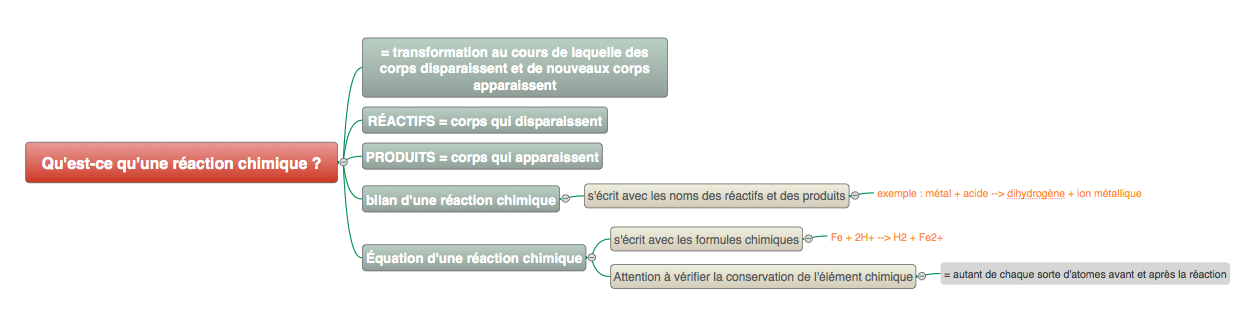 = transformation au cours de laquelle des
corps disparaissent et de nouveaux corps
apparaissent
RÉACTIFS = corps qui disparaissent
PRODUITS = corps qui apparaissent
Qu'est-ce qu'une réaction chimique ?
bilan d'une réaction chimique
s'écrit avec les noms des réactifs et des produits
exemple : métal + acide --> dihydrogène + ion métallique
Équation d'une réaction chimique
s'écrit avec les formules chimiques
Fe + 2H+ --> H2 + Fe2+
Attention à vérifier la conservation de l'élément chimique
= autant de chaque sorte d'atomes avant et après la réaction